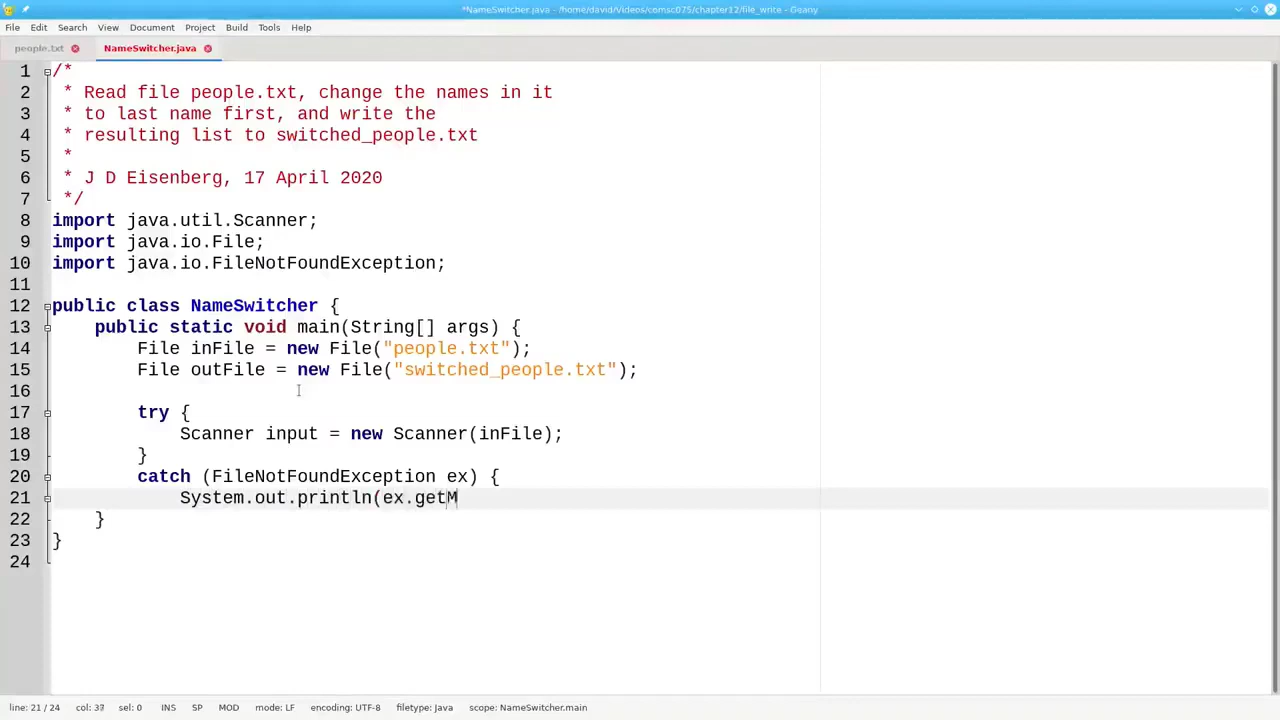 *NameSwitcher.java - /home/david/Videos/comsc075/chapter12/file_write - Geany
File Edit Search View Document Project Build Tools Help
people.txt NameSwitcher.java
1 /*
2  * Read file people.txt, change the names in it
3  * to last name first, and write the
4  * resulting list to switched_people.txt
5  *
6  * J D Eisenberg, 17 April 2020
7  */
8 import java.util.Scanner;
9 import java.io.File;
10 import java.io.FileNotFoundException;
11
12 public class NameSwitcher {
13     public static void main(String[] args) {
14         File inFile = new File("people.txt");
15         File outFile = new File("switched_people.txt");
16
17         try {
18             Scanner input = new Scanner(inFile);
19         }
20         catch (FileNotFoundException ex) {
21             System.out.println(ex.getM
22     }
23 }
24
line: 21 / 24 col: 37 sel: 0 INS SP MOD mode: LF encoding: UTF-8 filetype: Java scope: NameSwitcher.main